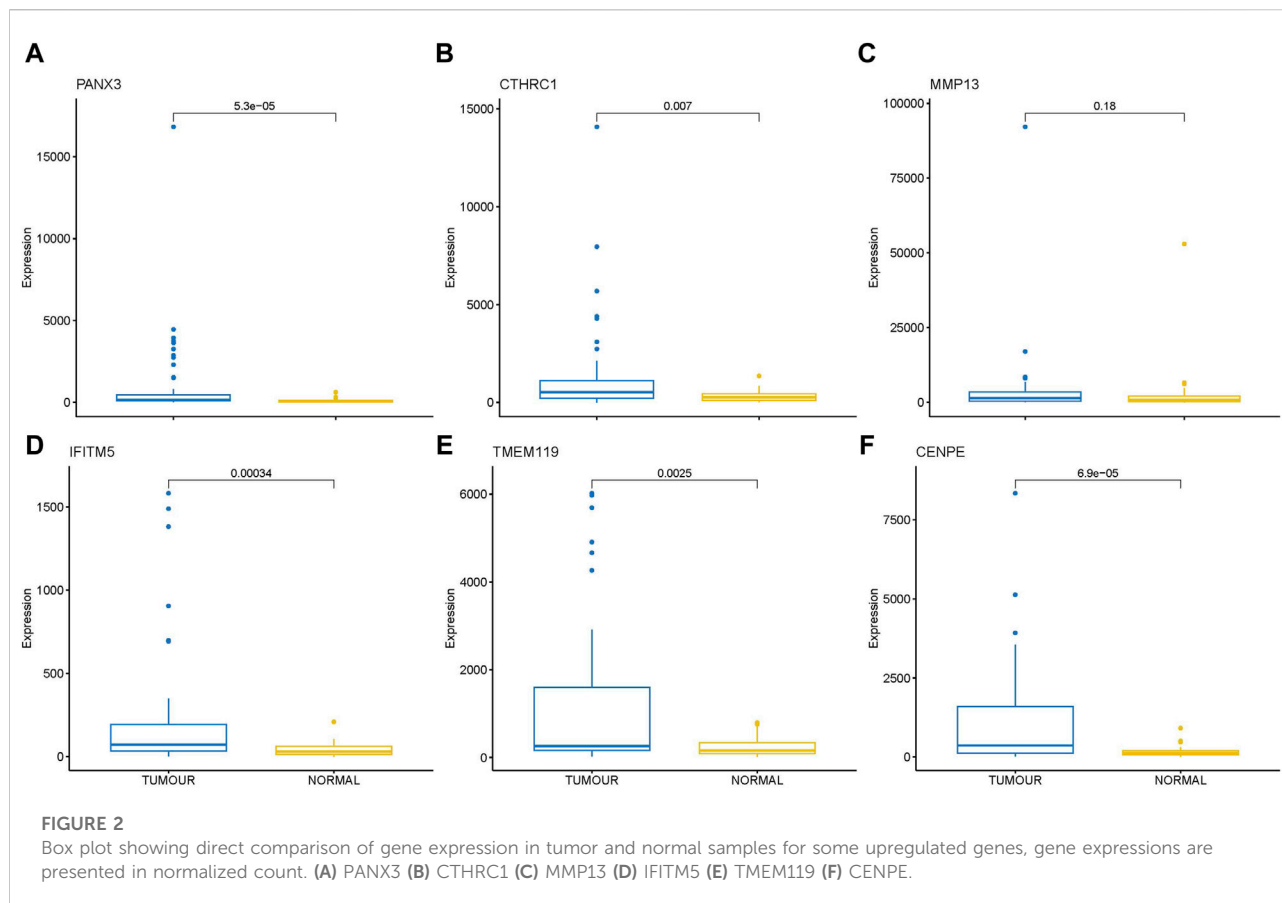 A
PANX3
5.3e−05
15000
10000
5000
0
Expression
B
CTHRC1
0.007
15000
10000
5000
0
Expression
C
MMP13
0.18
100000
75000
50000
25000
0
Expression
D
IFITM5
0.00034
1500
1000
500
0
Expression
TUMOUR NORMAL
E
TMEM119
0.0025
6000
4000
2000
0
Expression
TUMOUR NORMAL
F
CENPE
6.9e−05
7500
5000
2500
0
Expression
TUMOUR NORMAL
FIGURE 2
Box plot showing direct comparison of gene expression in tumor and normal samples for some upregulated genes, gene expressions are
presented in normalized count. (A) PANX3 (B) CTHRC1 (C) MMP13 (D) IFITM5 (E) TMEM119 (F) CENPE.